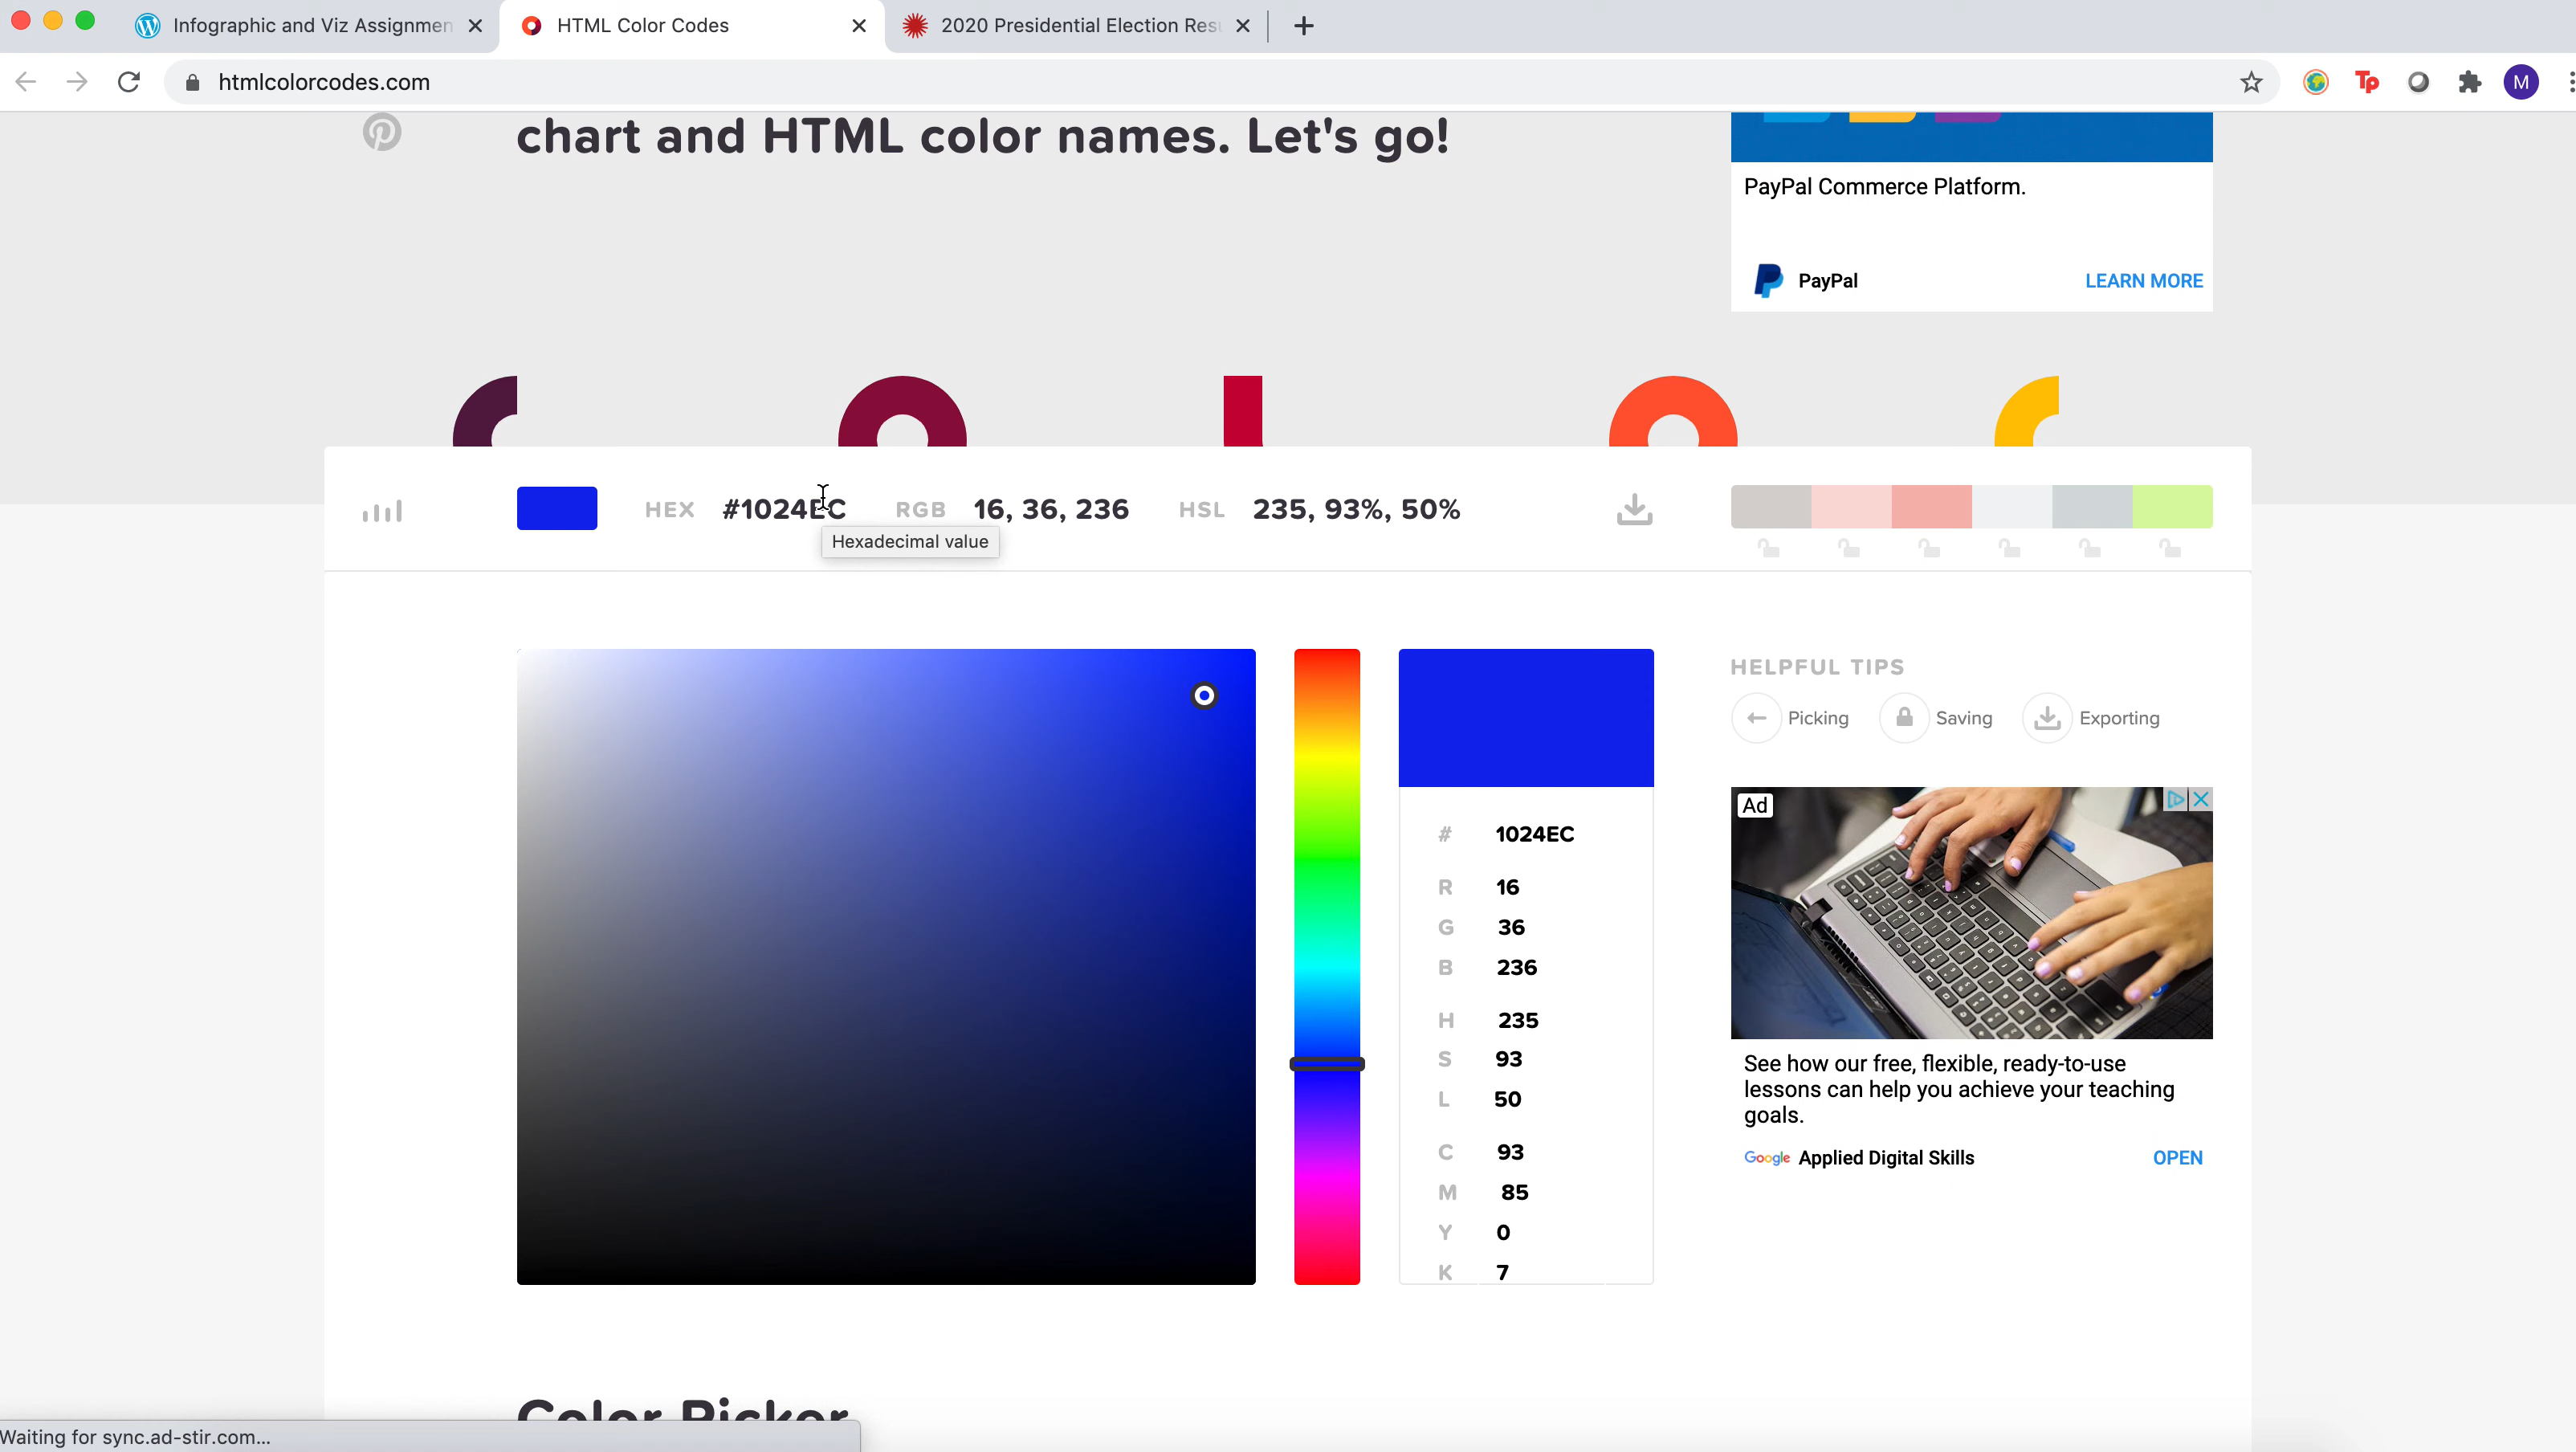 Infographic and Viz Assignmen
HTML Color Codes
2020 Presidential Election Res
htmlcolorcodes.com
Tp
M
chart and HTML color names. Let's go!
PayPal Commerce Platform.
PayPal
LEARN MORE
HEX #1024EC RGB 16, 36, 236 HSL 235, 93%, 50%
Hexadecimal value
HELPFUL TIPS
Picking Saving Exporting
# 1024EC
R 16
G 36
B 236
H 235
S 93
L 50
C 93
M 85
Y 0
K 7
Ad
See how our free, flexible, ready-to-use
lessons can help you achieve your teaching
goals.
Google Applied Digital Skills
OPEN
Color Picker
Waiting for sync.ad-stir.com...